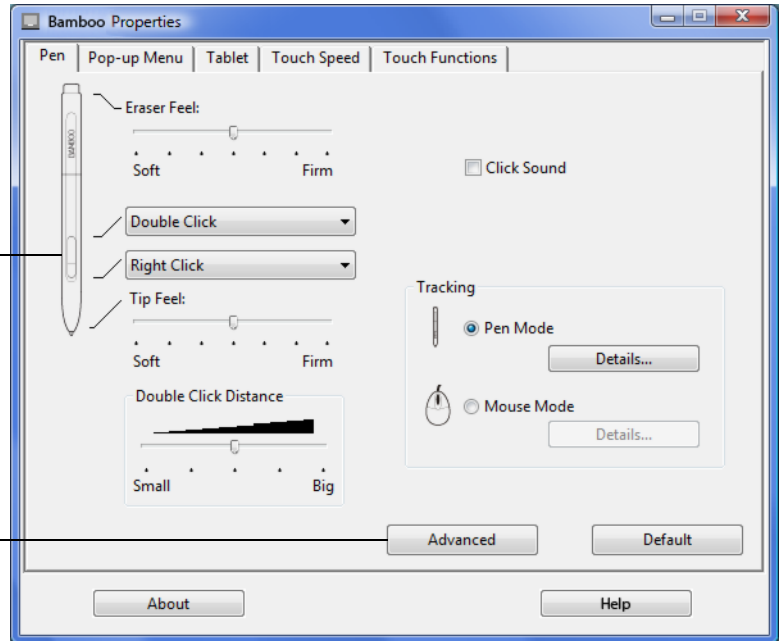 Bamboo Properties
Pen
Pop-up Menu
Tablet
Touch Speed
Touch Functions
BAMBOO
Eraser Feel:
Soft
Firm
Click Sound
Double Click
Right Click
Tip Feel:
Soft
Firm
Tracking
Pen Mode
Details...
Mouse Mode
Details...
Double Click Distance
Small
Big
Advanced
Default
About
Help